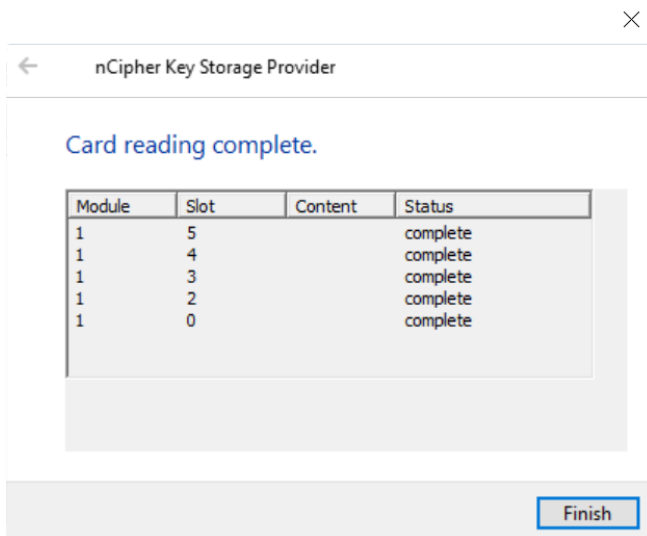 nCipher Key Storage Provider
Card reading complete.
Module Slot Content Status
1 5 complete
1 4 complete
1 3 complete
1 2 complete
1 0 complete
Finish